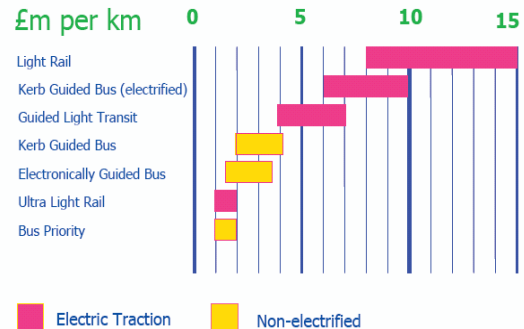 £m per km 0 5 10 15
Light Rail
Kerb Guided Bus (electrified)
Guided Light Transit
Kerb Guided Bus
Electronically Guided Bus
Ultra Light Rail
Bus Priority
Electric Traction Non-electrified